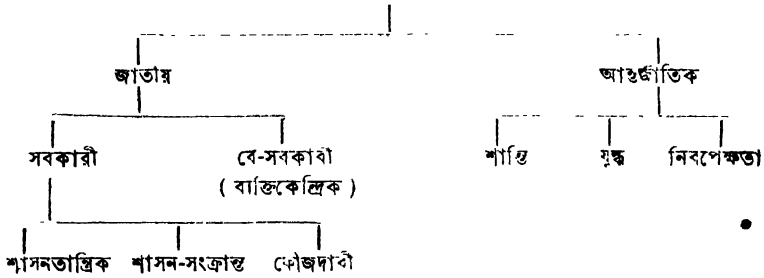 জাতীয় আন্তর্জাতিক
সরকারী বে-সরকারী শান্তি যুদ্ধ নিরপেক্ষতা
( ব্যক্তিকেন্দ্রিক )
শাসনতান্ত্রিক শাসন-সংক্রান্ত ফৌজদারী